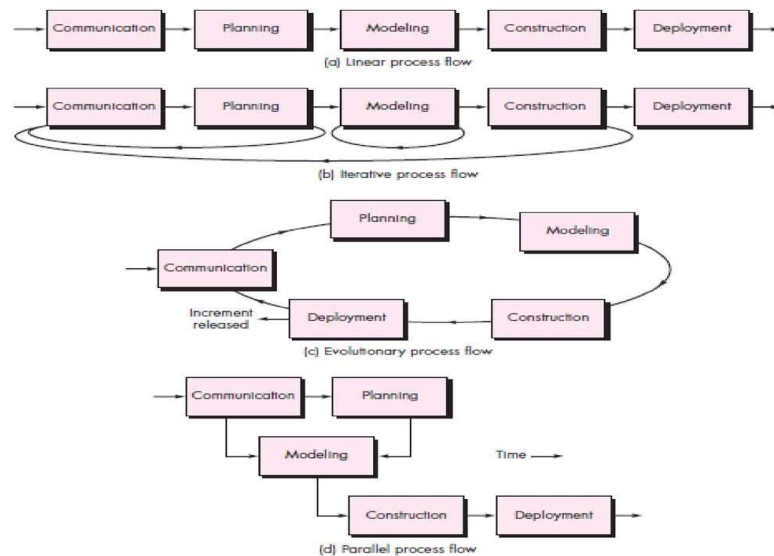 Communication Planning Modeling Construction Deployment
(a) Linear process flow
Communication Planning Modeling Construction Deployment
(b) Iterative process flow
Planning
Modeling
Communication
Increment
released
Deployment
Construction
(c) Evolutionary process flow
Communication Planning
Modeling
Time
Construction Deployment
(d) Parallel process flow